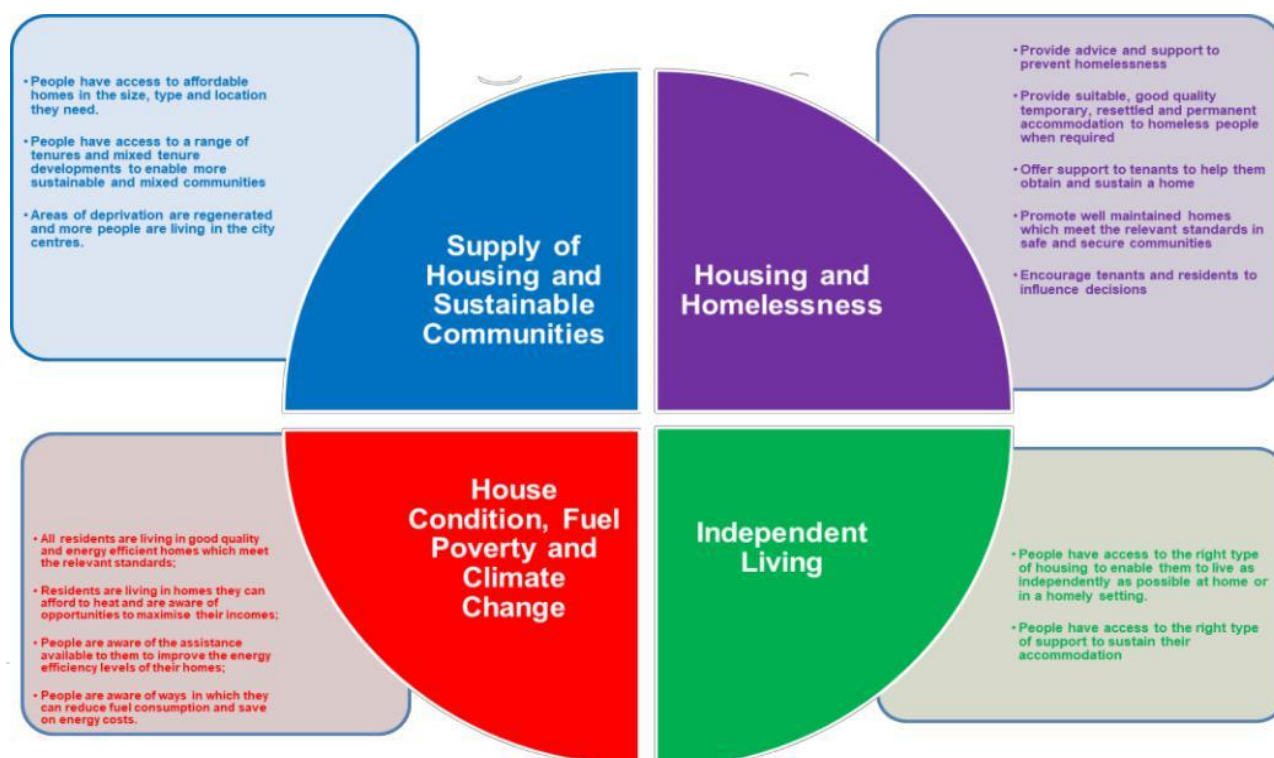 • People have access to affordable
homes in the size, type and location
they need.
• People have access to a range of
tenures and mixed tenure
developments to enable more
sustainable and mixed communities
• Areas of deprivation are regenerated
and more people are living in the city
centres.
Supply of
Housing and
Sustainable
Communities
Housing and
Homelessness
• Provide advice and support to
prevent homelessness
• Provide suitable, good quality
temporary, resettled and permanent
accommodation to homeless people
when required
• Offer support to tenants to help them
obtain and sustain a home
• Promote well maintained homes
which meet the relevant standards in
safe and secure communities
• Encourage tenants and residents to
influence decisions
• All residents are living in good quality
and energy efficient homes which meet
the relevant standards;
• Residents are living in homes they can
afford to heat and are aware of
opportunities to maximise their incomes;
• People are aware of the assistance
available to them to improve the energy
efficiency levels of their homes;
• People are aware of ways in which they
can reduce fuel consumption and save
on energy costs.
House
Condition, Fuel
Poverty and
Climate
Change
Independent
Living
• People have access to the right type
of housing to enable them to live as
independently as possible at home or
in a homely setting.
• People have access to the right type
of support to sustain their
accommodation